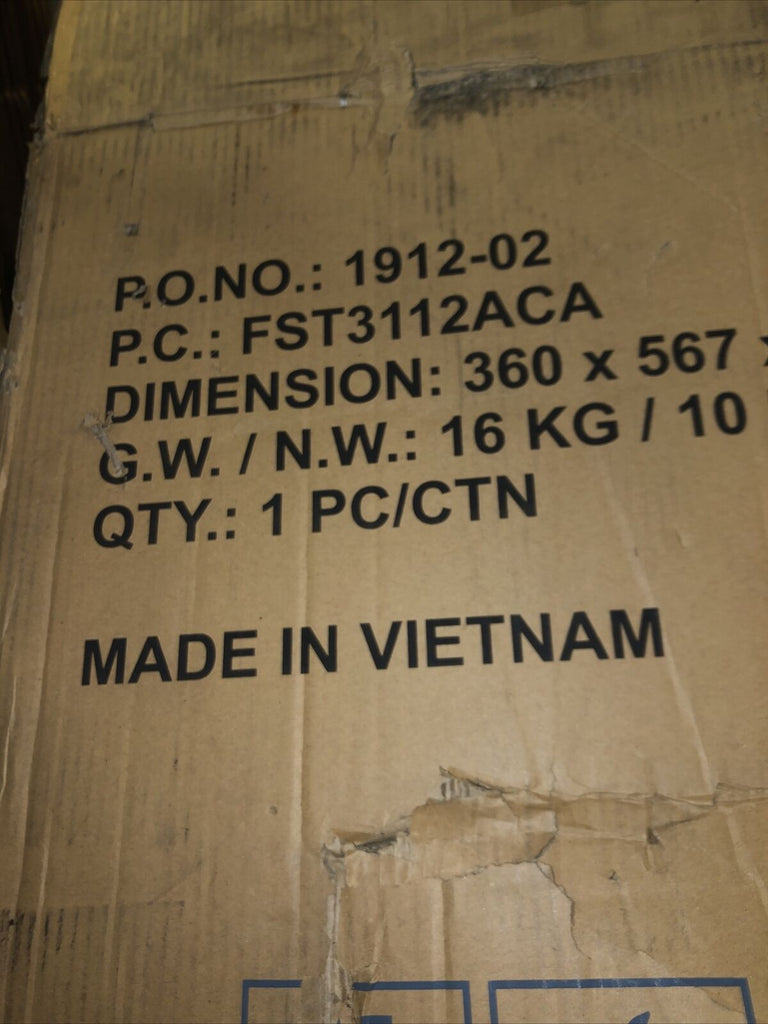 P.O.NO.: 1912-02
P.C.: FST3112ACA
DIMENSION: 360 x 567
G.W. / N.W.: 16 KG / 10
QTY.: 1 PC/CTN
MADE IN VIETNAM